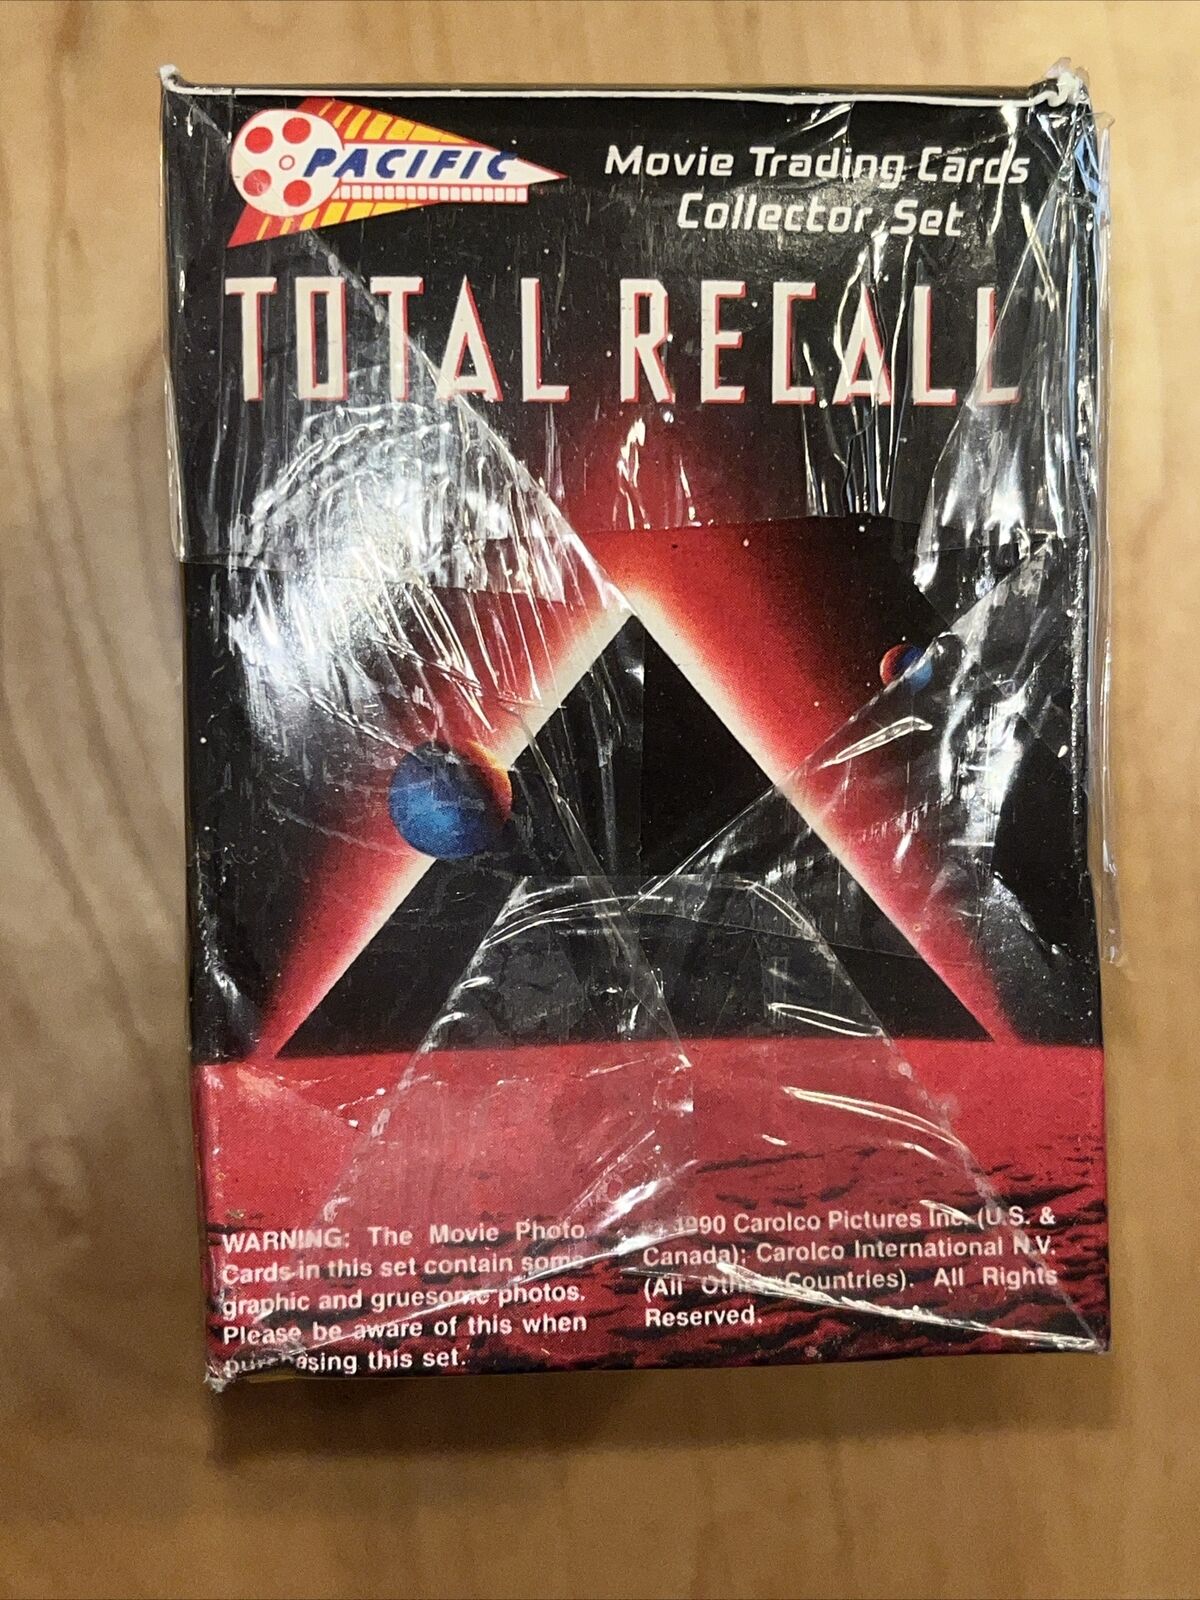 PACIFIC
Movie Trading Cards
Collector Set
TOTAL RECALL
WARNING: The Movie Photo
Cards in this set contain some
graphic and gruesome photos.
Please be aware of this when
purchasing this set.
1990 Carolco Pictures Inc. (U.S. &
Canada); Carolco International N.V.
(All Other Countries). All Rights
Reserved.